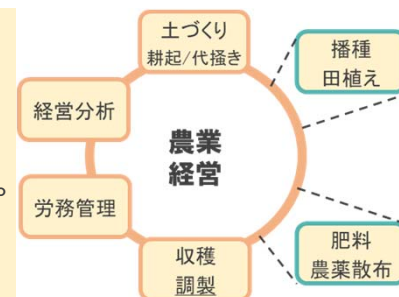 土づくり
耕起/代掻き
播種
田植え
経営分析
農業
経営
労務管理
。
肥料
農薬散布
収穫
調製